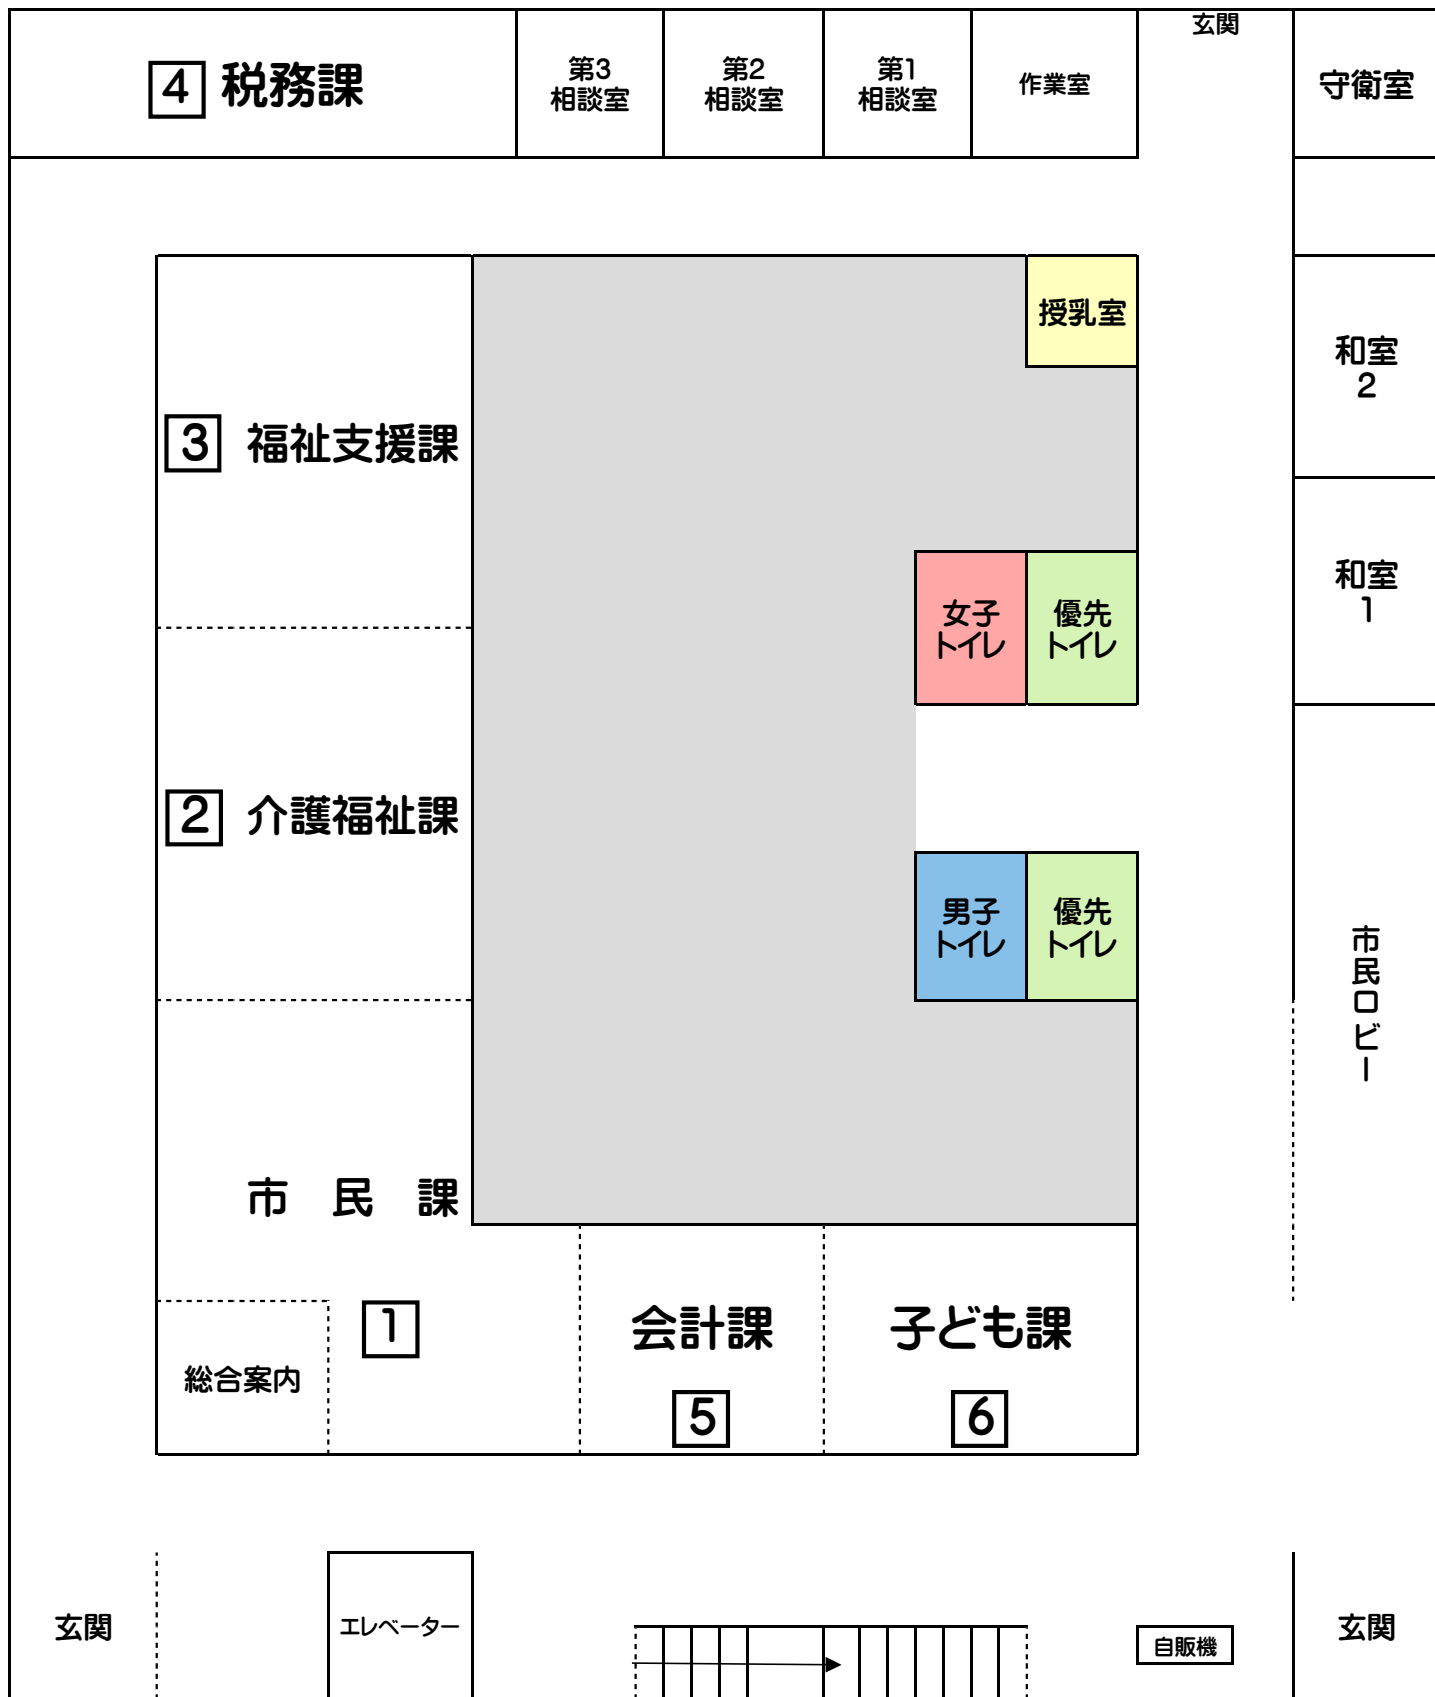 玄関
4 税務課
第3
相談室
第2
相談室
第1
相談室
作業室
守衛室
授乳室
和室
2
3 福祉支援課
和室
1
女子
トイレ
優先
トイレ
2 介護福祉課
男子
トイレ
優先
トイレ
市民ロビー
市　民　課
1
会計課
子ども課
総合案内
5
6
玄関
エレベーター
自販機
玄関